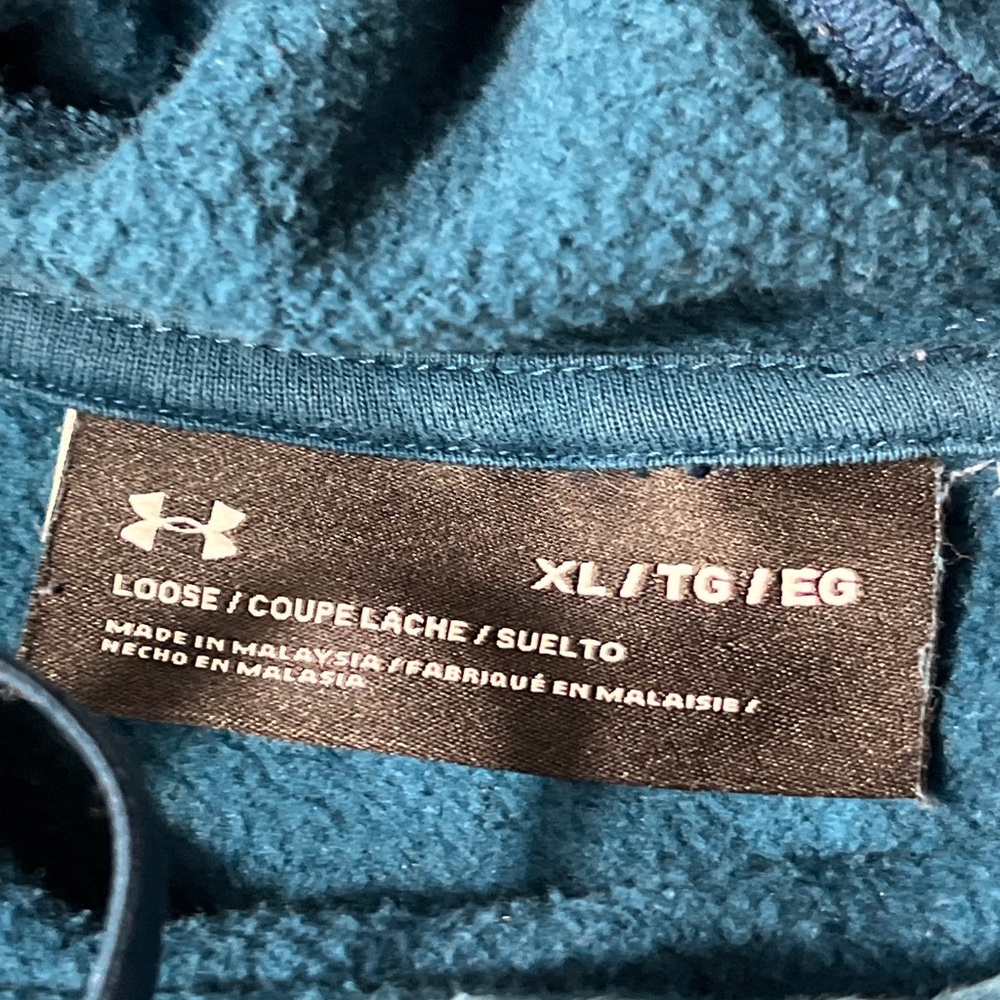 XL / TG / EG
LOOSE / COUPE LÂCHE / SUELTO
MADE IN MALAYSIA / FABRIQUÉ EN MALAISIE /
HECHO EN MALASIA